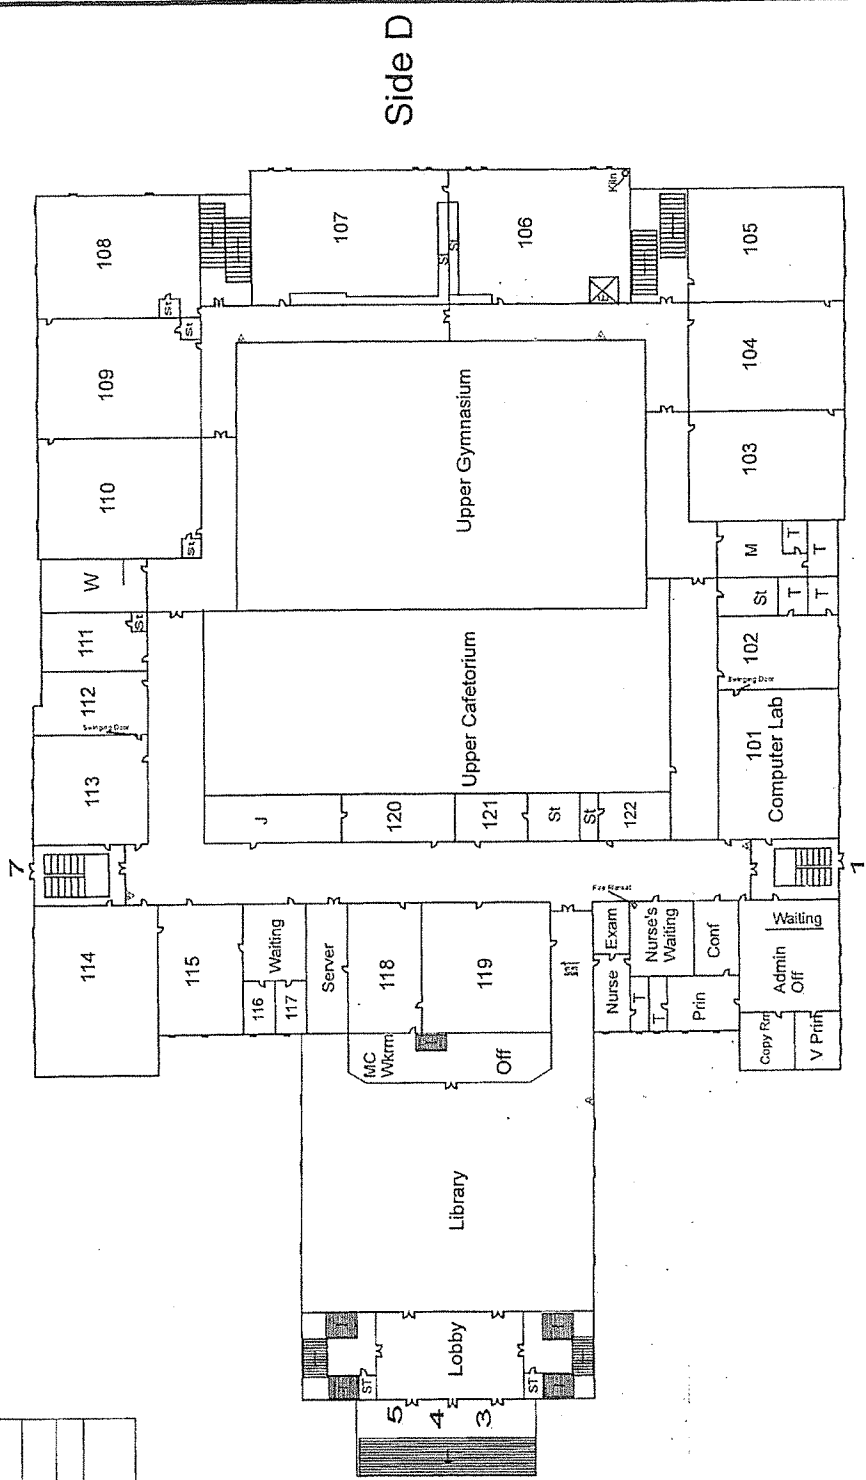 Side D
108
107
106
105
Kiln
St
St
St
St
E
109
104
110
103
Upper Gymnasium
St
W
M
T
T
111
St
St
T
T
112
102
Swinging Door
Swinging Door
113
Upper Cafetorium
101
Computer Lab
J
120
121
St
St
122
7
1
114
115
Waiting
116
117
Server
118
119
Exam
Nurse
Nurse's
Waiting
Conf
T
T
Prin
Waiting
Admin
Off
Copy Rm
V Prin
MC
Wkrm
Off
Library
Lobby
ST
ST
5
4
3